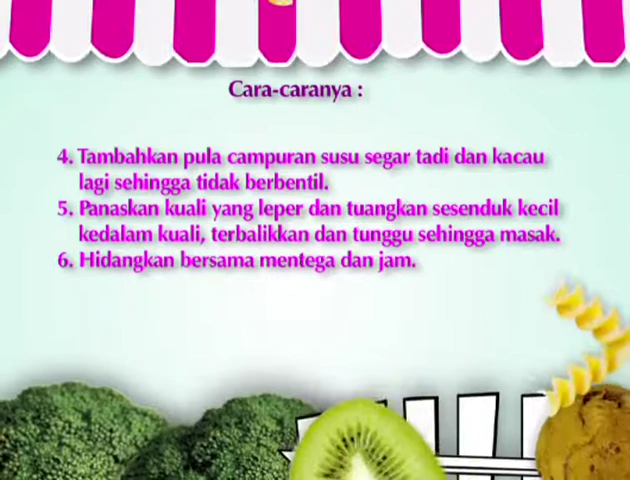 Cara-caranya :
4. Tambahkan pula campuran susu segar tadi dan kacau
lagi sehingga tidak berbentil.
5. Panaskan kuali yang leper dan tuangkan sesenduk kecil
kedalam kuali, terbalikkan dan tunggu sehingga masak.
6. Hidangkan bersama mentega dan jam.